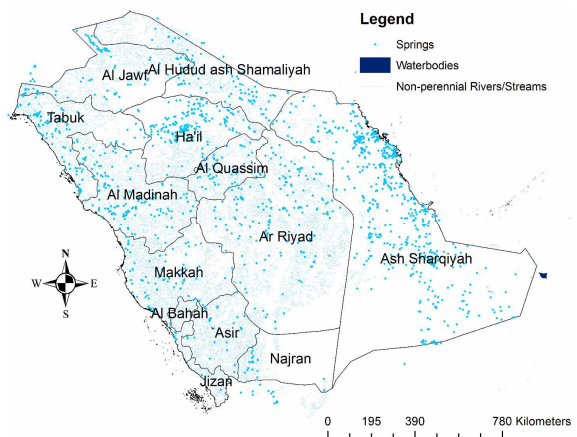 Legend
Springs
Waterbodies
Non-perennial Rivers/Streams
Al Jawf
Al Hudud ash Shamaliyah
Tabuk
Ha'il
Al Quassim
Al Madinah
Ar Riyad
Ash Sharqiyah
Makkah
Al Bahah
Asir
Najran
Jizan
N
W E
S
0 195 390 780 Kilometers